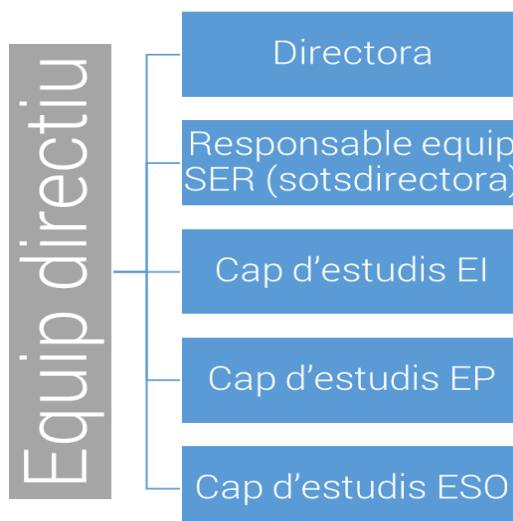 Equip directiu
Directora
Responsable equip
SER (sotsdirectora)
Cap d'estudis EI
Cap d'estudis EP
Cap d'estudis ESO